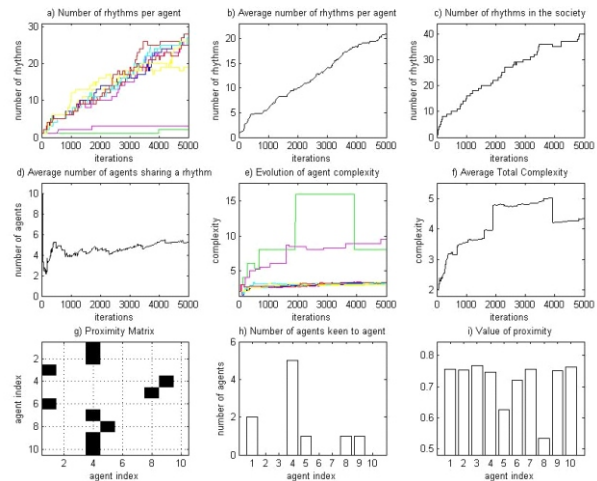 a) Number of rhythms per agent
number of rhythms
30
20
10
0
0 1000 2000 3000 4000 5000
iterations
b) Average number of rhythms per agent
number of rhythms
20
15
10
5
0
0 1000 2000 3000 4000 5000
iterations
c) Number of rhythms in the society
number of rhythms
40
30
20
10
0
0 1000 2000 3000 4000 5000
iterations
d) Average number of agents sharing a rhythm
number of agents
10
8
6
4
2
0
0 1000 2000 3000 4000 5000
iterations
e) Evolution of agent complexity
complexity
15
10
5
0 1000 2000 3000 4000 5000
iterations
f) Average Total Complexity
complexity
5
4
3
2
0 1000 2000 3000 4000 5000
iterations
g) Proximity Matrix
agent index
2
4
6
8
10
2 4 6 8 10
agent index
h) Number of agents keen to agent
number of agents
6
4
2
0
1 2 3 4 5 6 7 8 9 10
agent index
i) Value of proximity
0.8
0.7
0.6
0.5
1 2 3 4 5 6 7 8 9 10
agent index